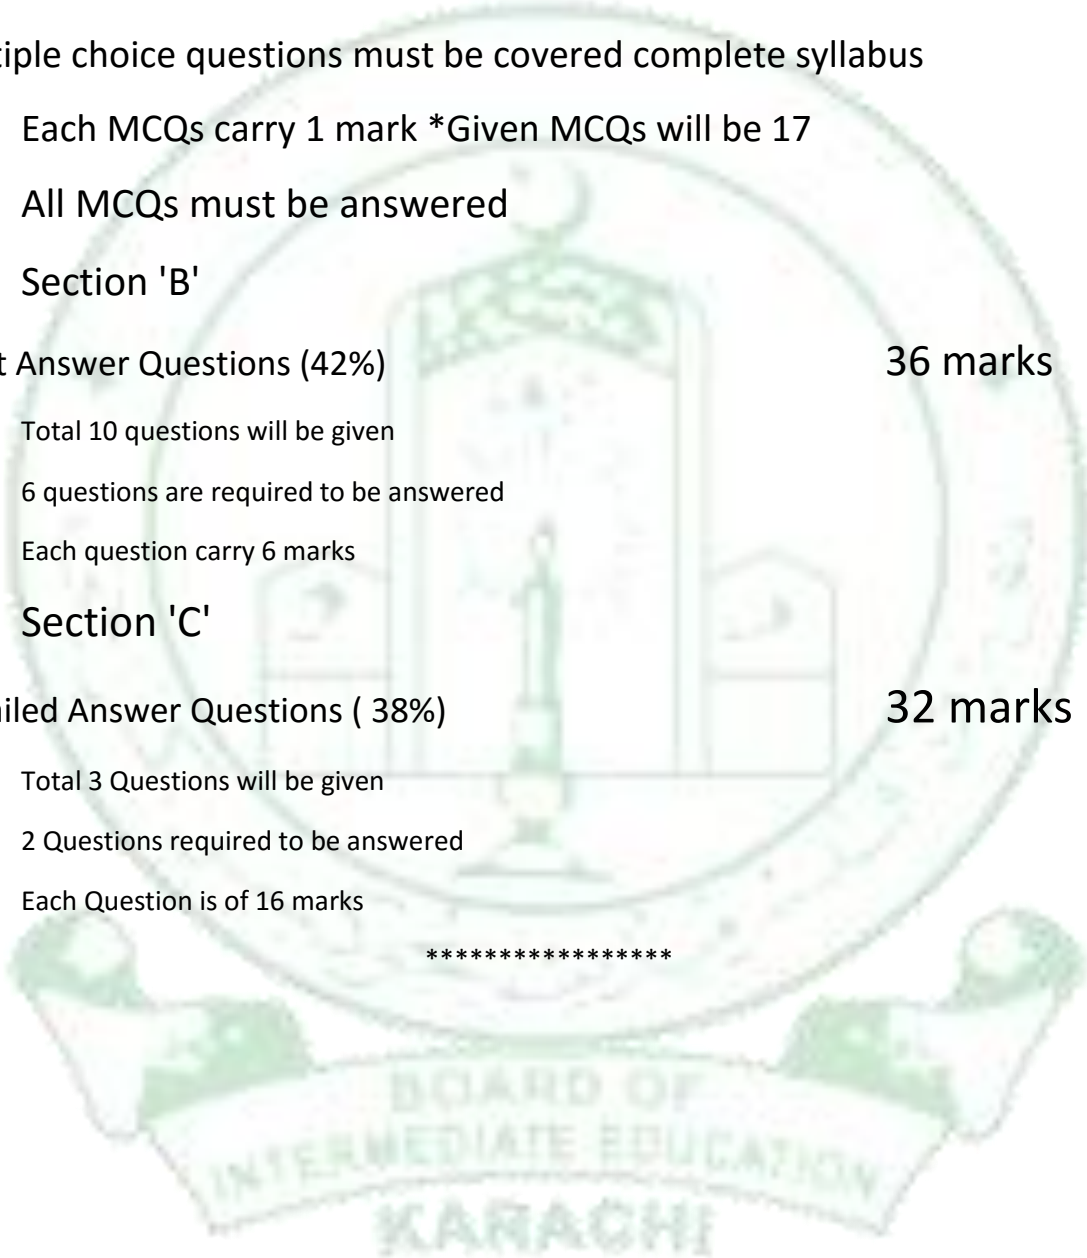 tiple choice questions must be covered complete syllabus
Each MCQs carry 1 mark *Given MCQs will be 17
All MCQs must be answered
Section 'B'
t Answer Questions (42%) 36 marks
Total 10 questions will be given
6 questions are required to be answered
Each question carry 6 marks
Section 'C'
iled Answer Questions ( 38%) 32 marks
Total 3 Questions will be given
2 Questions required to be answered
Each Question is of 16 marks
*****************
BOARD OF
INTERMEDIATE EDUCATION
KARACHI